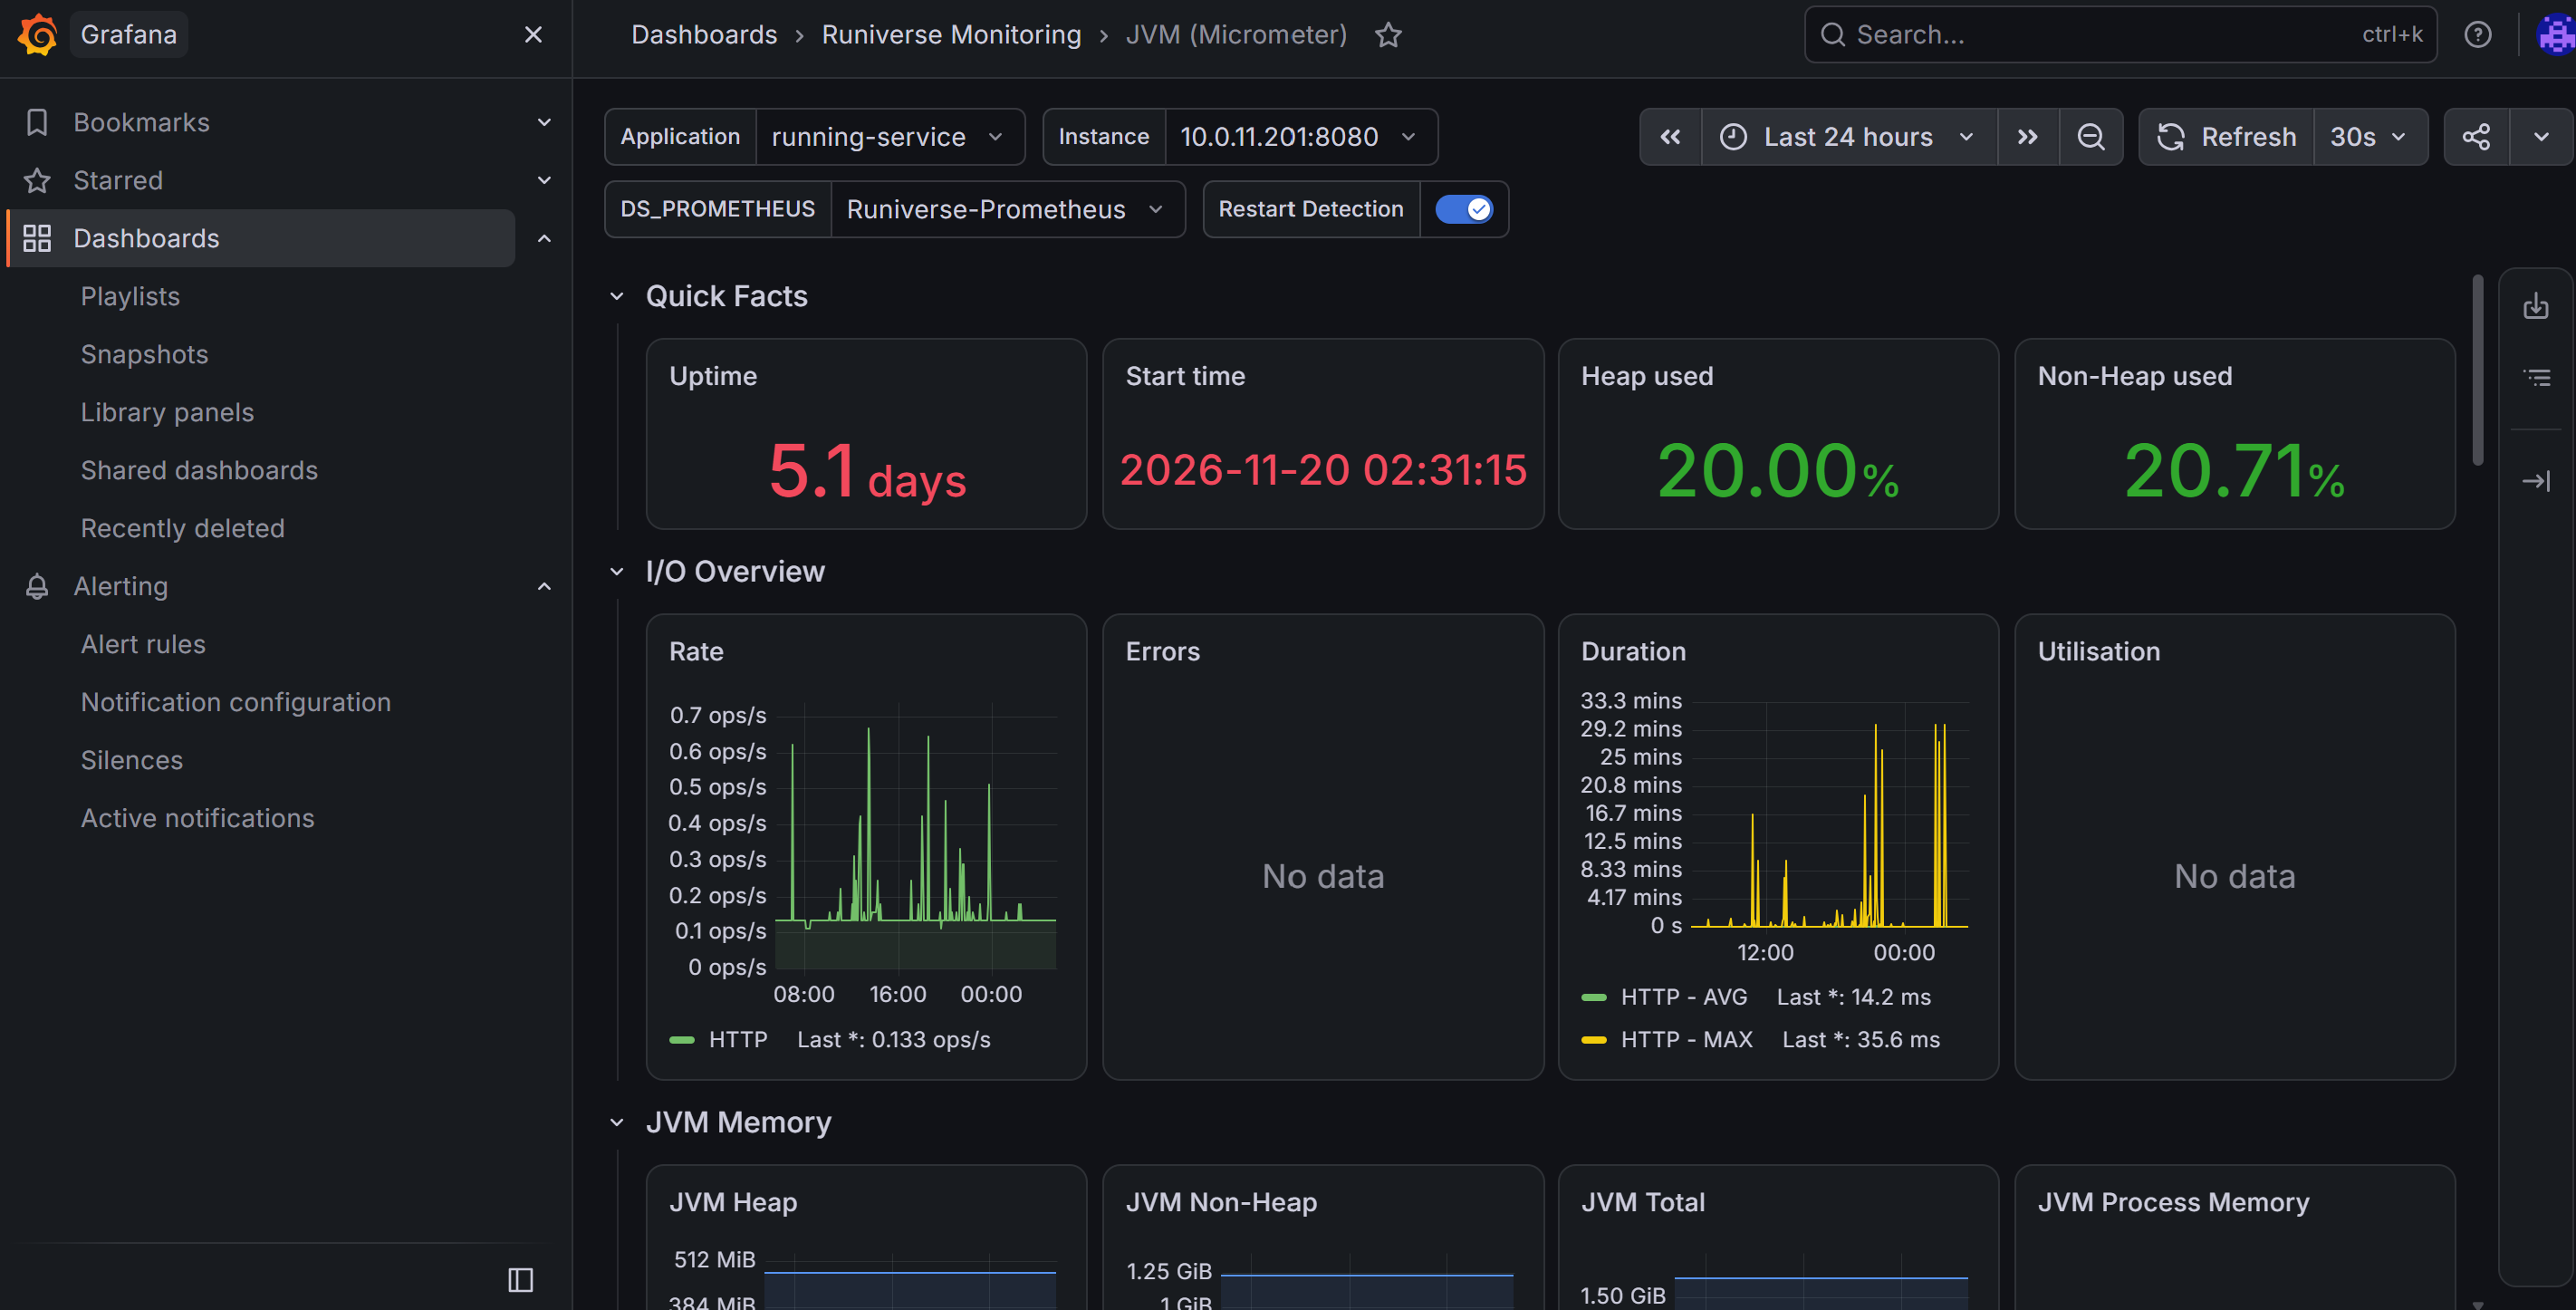 Grafana
Dashboards › Runiverse Monitoring › JVM (Micrometer)
Search...
ctrl+k
Bookmarks
Starred
Dashboards
Playlists
Snapshots
Library panels
Shared dashboards
Recently deleted
Alerting
Alert rules
Notification configuration
Silences
Active notifications
Application running-service
Instance 10.0.11.201:8080
Last 24 hours
Refresh
30s
DS_PROMETHEUS Runiverse-Prometheus
Restart Detection
Quick Facts
Uptime
5.1 days
Start time
2026-11-20 02:31:15
Heap used
20.00%
Non-Heap used
20.71%
I/O Overview
Rate
0.7 ops/s
0.6 ops/s
0.5 ops/s
0.4 ops/s
0.3 ops/s
0.2 ops/s
0.1 ops/s
0 ops/s
08:00 16:00 00:00
HTTP Last *: 0.133 ops/s
Errors
No data
Duration
33.3 mins
29.2 mins
25 mins
20.8 mins
16.7 mins
12.5 mins
8.33 mins
4.17 mins
0 s
12:00 00:00
HTTP - AVG Last *: 14.2 ms
HTTP - MAX Last *: 35.6 ms
Utilisation
No data
JVM Memory
JVM Heap
512 MiB
384 MiB
JVM Non-Heap
1.25 GiB
1 GiB
JVM Total
1.50 GiB
JVM Process Memory